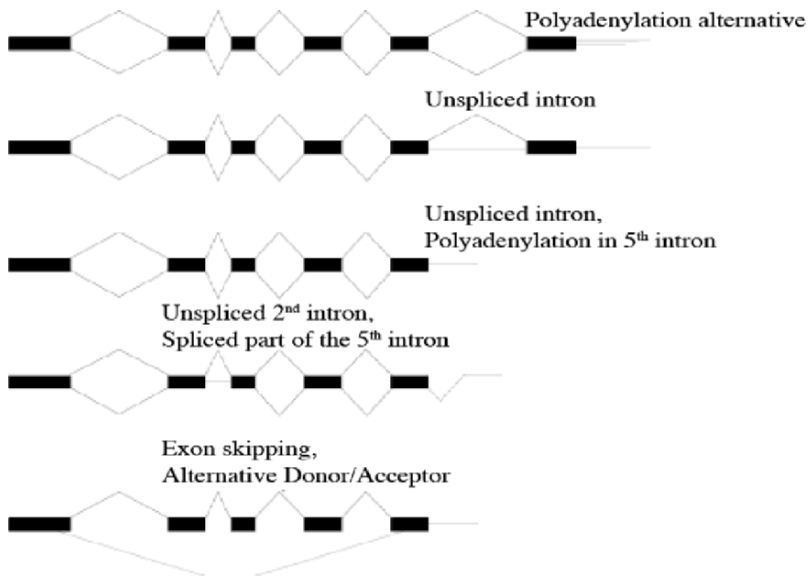 Polyadenylation alternative
Unspliced intron
Unspliced intron,
Polyadenylation in 5th intron
Unspliced 2nd intron,
Spliced part of the 5th intron
Exon skipping,
Alternative Donor/Acceptor